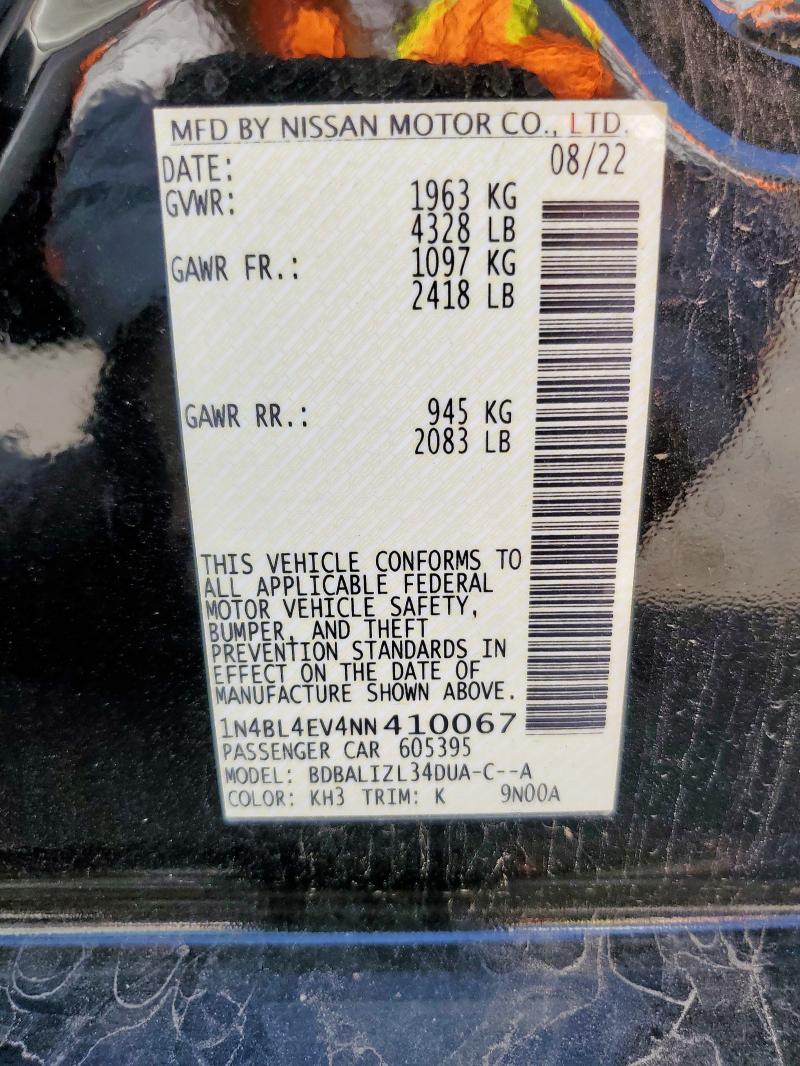 MFD BY NISSAN MOTOR CO., LTD.
DATE: 08/22
GVWR: 1963 KG
4328 LB
GAWR FR.: 1097 KG
2418 LB
GAWR RR.: 945 KG
2083 LB
THIS VEHICLE CONFORMS TO
ALL APPLICABLE FEDERAL
MOTOR VEHICLE SAFETY,
BUMPER, AND THEFT
PREVENTION STANDARDS IN
EFFECT ON THE DATE OF
MANUFACTURE SHOWN ABOVE.
1N4BL4EV4NN410067
PASSENGER CAR 605395
MODEL: BDBALIZL34DUA-C--A
COLOR: KH3 TRIM: K 9N00A